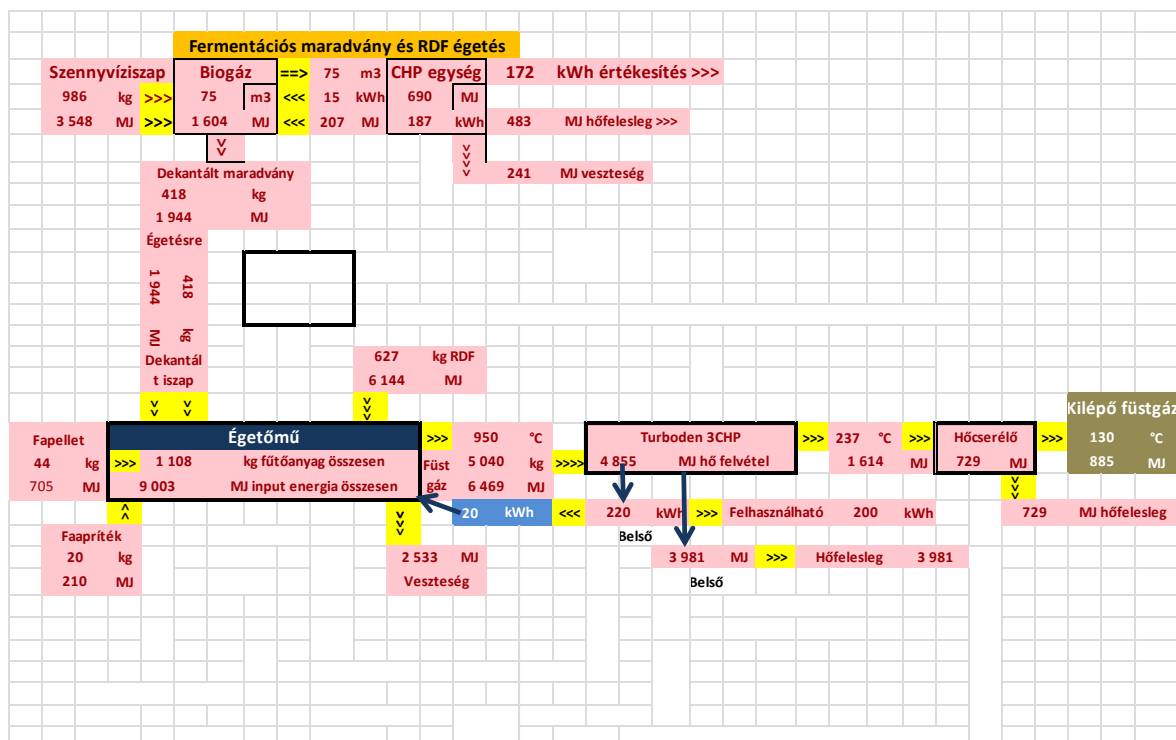 Fermentációs maradvány és RDF égetés
Szennyvíziszap Biogáz ==> 75 m3 CHP egység 172 kWh értékesítés >>>
986 kg >>> 75 m3 <<< 15 kWh 690 MJ
3 548 MJ >>> 1 604 MJ <<< 207 MJ 187 kWh 483 MJ hőfelesleg >>>
>> >>>>
Dekantált maradvány 241 MJ veszteség
418 kg
1 944 MJ
Égetésre
1 944 MJ
418 kg
Dekantál
t iszap
627 kg RDF
6 144 MJ
>> >> >>>
Kilépő füstgáz
Fapellet Égetőmű >>> 950 °C Turboden 3CHP >>> 237 °C >>> Hőcserélő >>> 130 °C
44 kg >>> 1 108 kg fűtőanyag összesen Füst 5 040 kg >>>> 4 855 MJ hő felvétel 1 614 MJ 729 MJ 885 MJ
705 MJ 9 003 MJ input energia összesen gáz 6 469 MJ
>> >>> 20 kWh <<< 220 kWh >>> Felhasználható 200 kWh >>> 729 MJ hőfelesleg
Faapríték Belső
20 kg 2 533 MJ 3 981 MJ >>> Hőfelesleg 3 981
210 MJ Veszteség Belső